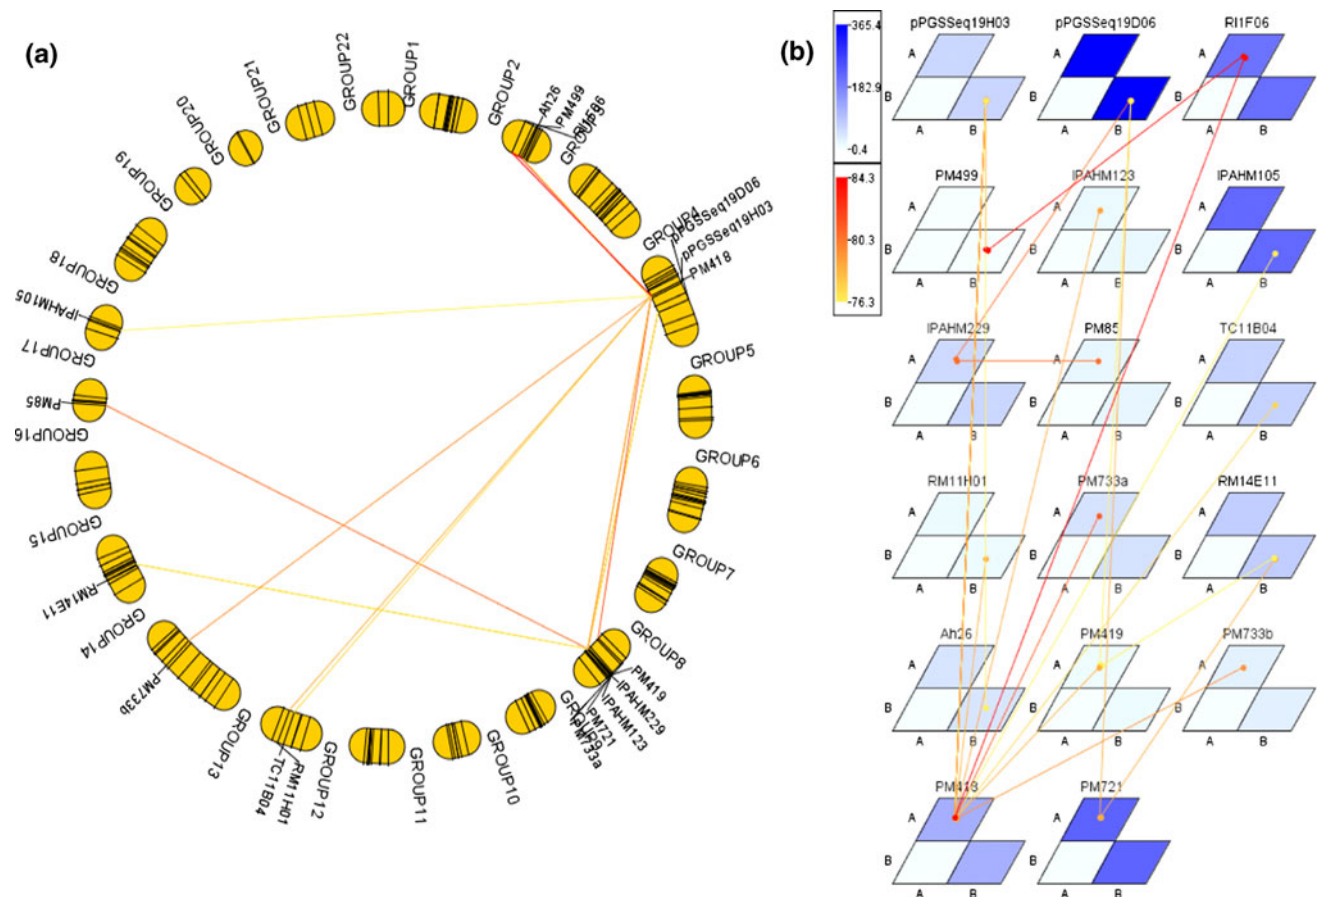 (a)
GROUP1
GROUP2
Ah26
PM499
RI1F06
GROUP3
GROUP4
pPGSSeq19D06
pPGSSeq19H03
PM418
GROUP5
GROUP6
GROUP7
GROUP8
PM419
IPAHM229
IPAHM123
PM721
PM733a
GROUP9
GROUP10
GROUP11
GROUP12
RM11H01
TC11B04
GROUP13
PM733b
GROUP14
RM14E11
GROUP15
GROUP16
PM85
GROUP17
IPAHM105
GROUP18
GROUP19
GROUP20
GROUP21
GROUP22
(b)
365.4
182.9
0.4
84.3
80.3
76.3
pPGSSeq19H03 pPGSSeq19D06 RI1F06
A A A
B B B
A B A B A B
PM499 IPAHM123 IPAHM105
A A A
B B B
A B A B A B
IPAHM229 PM85 TC11B04
A A A
B B B
A B A B A B
RM11H01 PM733a RM14E11
A A A
B B B
A B A B A B
Ah26 PM419 PM733b
A A A
B B B
A B A B A B
PM418 PM721
A A
B B
A B A B